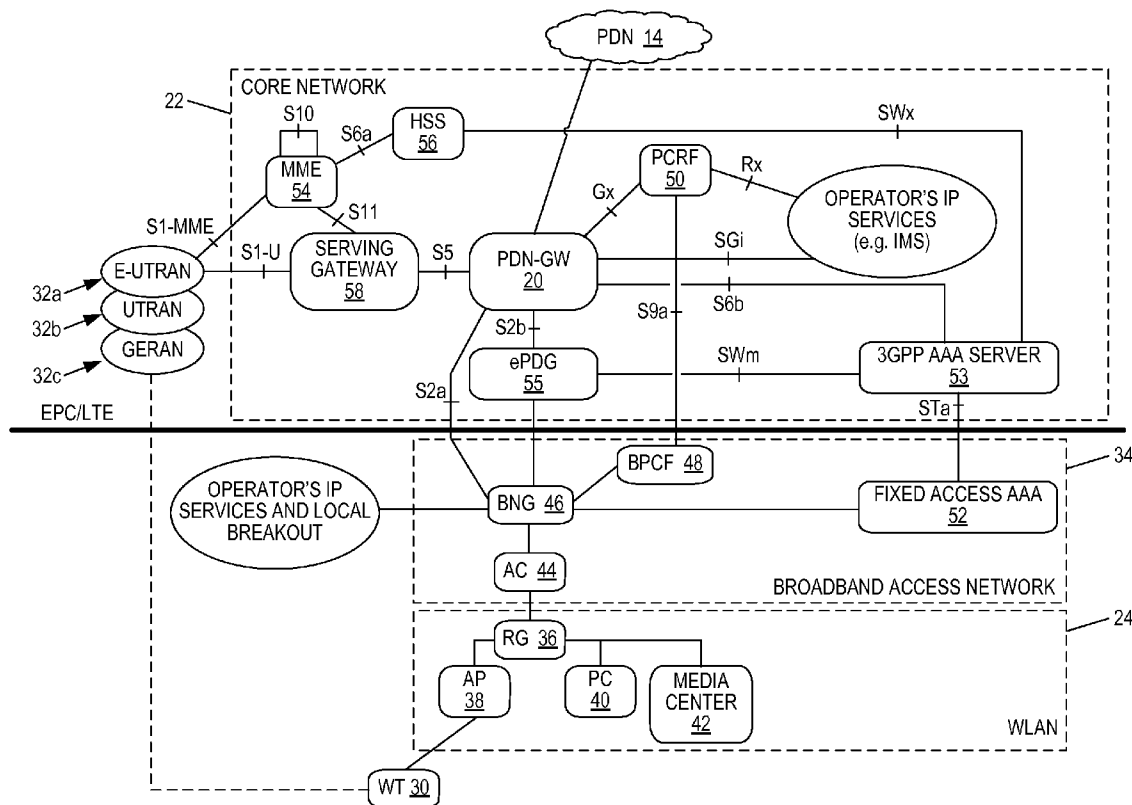 PDN 14
CORE NETWORK
22
S10
S6a
HSS
56
SWx
MME
54
PCRF
50
Rx
Gx
OPERATOR'S IP
SERVICES
(e.g. IMS)
S1-MME
S11
S1-U
SERVING
GATEWAY
58
S5
PDN-GW
20
SGi
S6b
E-UTRAN
32a
UTRAN
32b
GERAN
32c
S9a
S2b
ePDG
55
SWm
3GPP AAA SERVER
53
S2a
STa
EPC/LTE
34
BPCF 48
OPERATOR'S IP
SERVICES AND LOCAL
BREAKOUT
BNG 46
FIXED ACCESS AAA
52
AC 44
BROADBAND ACCESS NETWORK
24
RG 36
AP
38
PC
40
MEDIA
CENTER
42
WLAN
WT 30